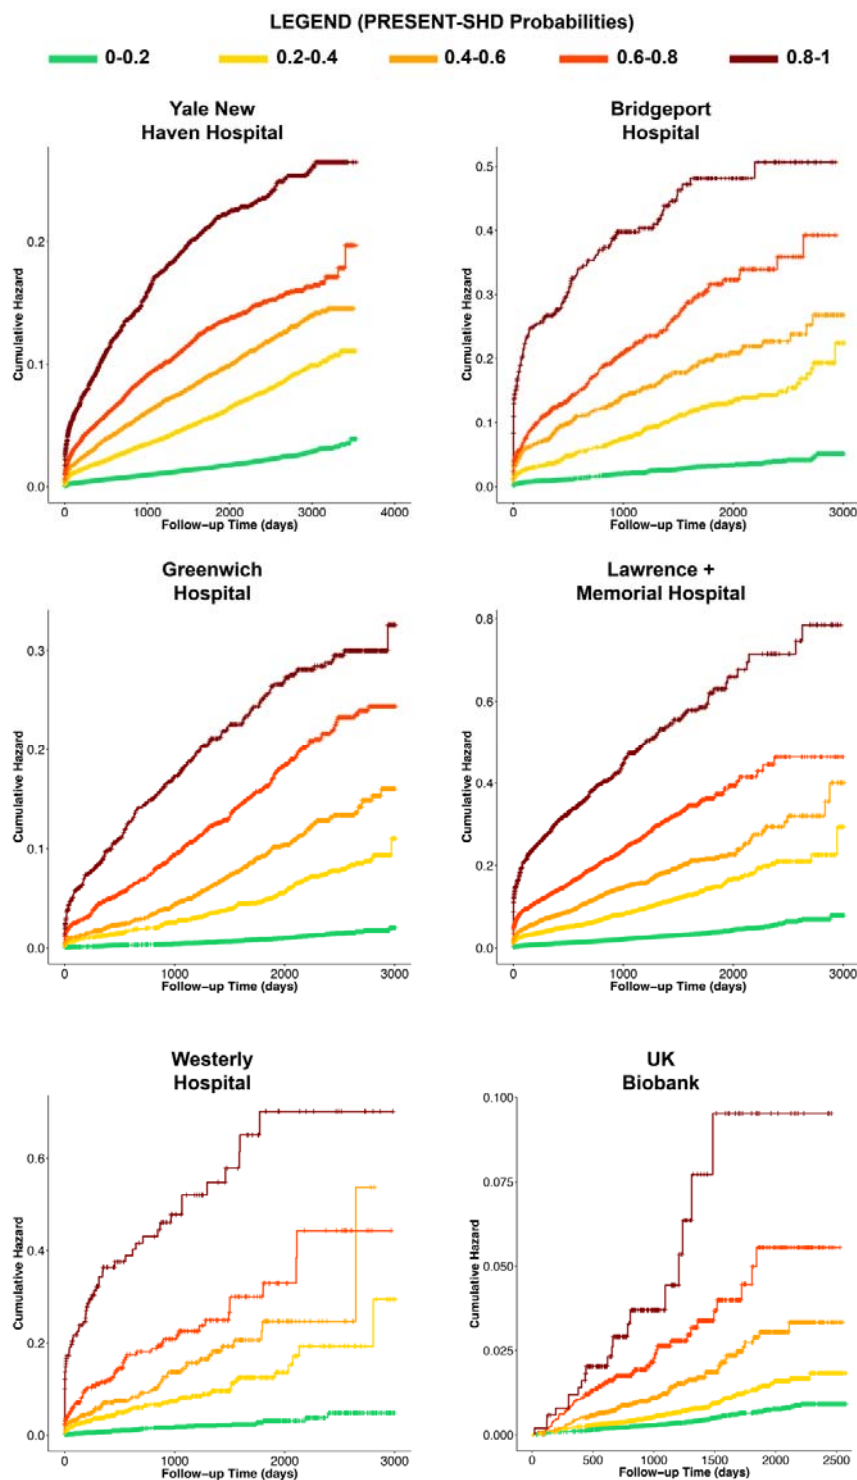 LEGEND (PRESENT-SHD Probabilities)
0-0.2 0.2-0.4 0.4-0.6 0.6-0.8 0.8-1
Yale New
Haven Hospital
Cumulative Hazard
0.2
0.1
0.0
0 1000 2000 3000 4000
Follow-up Time (days)
Bridgeport
Hospital
Cumulative Hazard
0.5
0.4
0.3
0.2
0.1
0.0
0 1000 2000 3000
Follow-up Time (days)
Greenwich
Hospital
Cumulative Hazard
0.3
0.2
0.1
0.0
0 1000 2000 3000
Follow-up Time (days)
Lawrence +
Memorial Hospital
Cumulative Hazard
0.8
0.6
0.4
0.2
0.0
0 1000 2000 3000
Follow-up Time (days)
Westerly
Hospital
Cumulative Hazard
0.6
0.4
0.2
0.0
0 1000 2000 3000
Follow-up Time (days)
UK
Biobank
Cumulative Hazard
0.100
0.075
0.050
0.025
0.000
0 500 1000 1500 2000 2500
Follow-up Time (days)